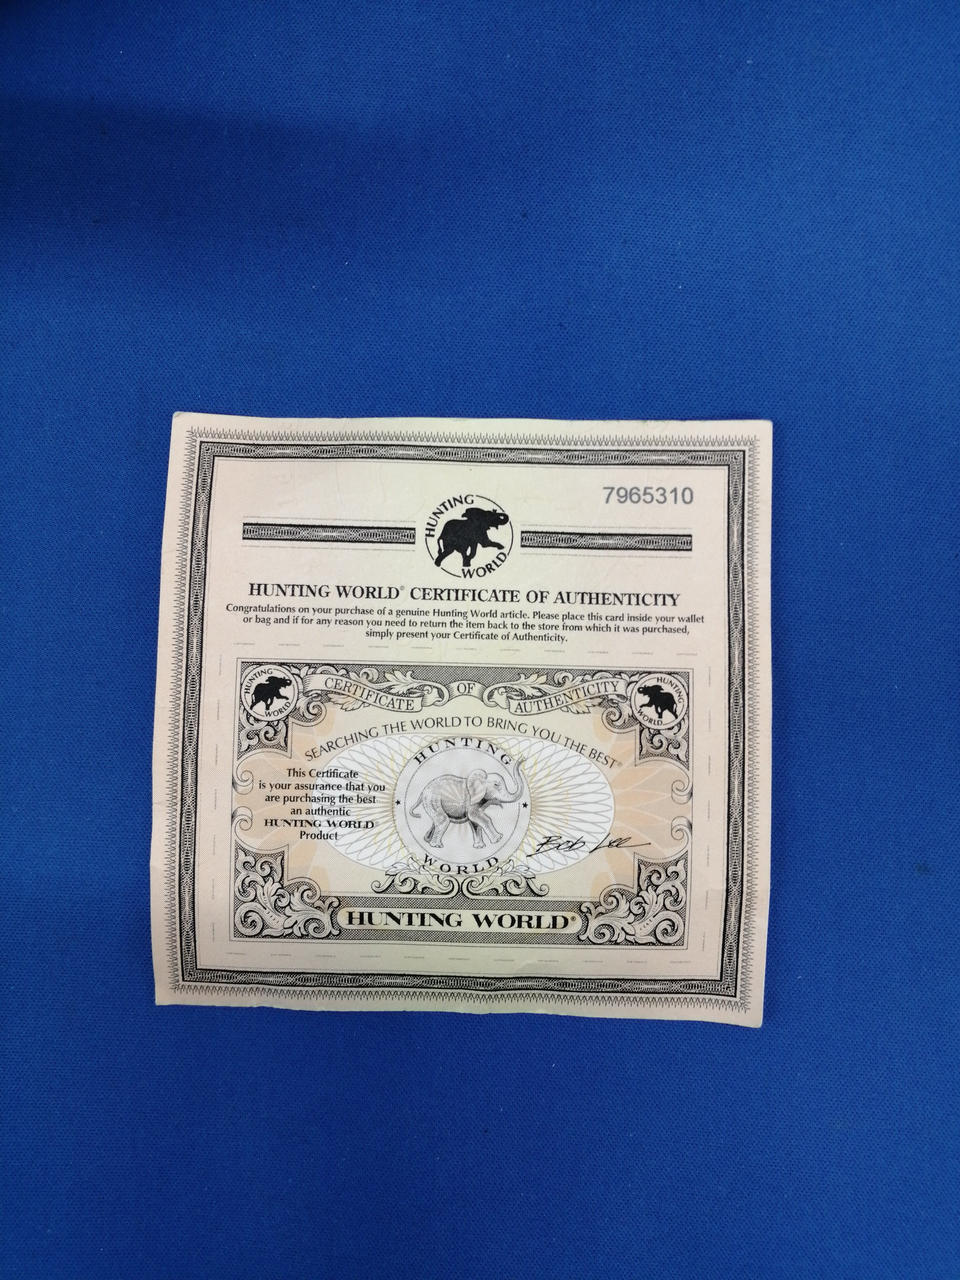 7965310
HUNTING
WORLD
HUNTING WORLD® CERTIFICATE OF AUTHENTICITY
Congratulations on your purchase of a genuine Hunting World article. Please place this card inside your wallet
or bag and if for any reason you need to return the item back to the store from which it was purchased,
simply present your Certificate of Authenticity.
HUNTING
WORLD
CERTIFICATE OF AUTHENTICITY
HUNTING
WORLD
SEARCHING THE WORLD TO BRING YOU THE BEST®
HUNTING
This Certificate
is your assurance that you
are purchasing the best
an authentic
HUNTING WORLD®
Product
Bob Lee
WORLD
HUNTING WORLD®